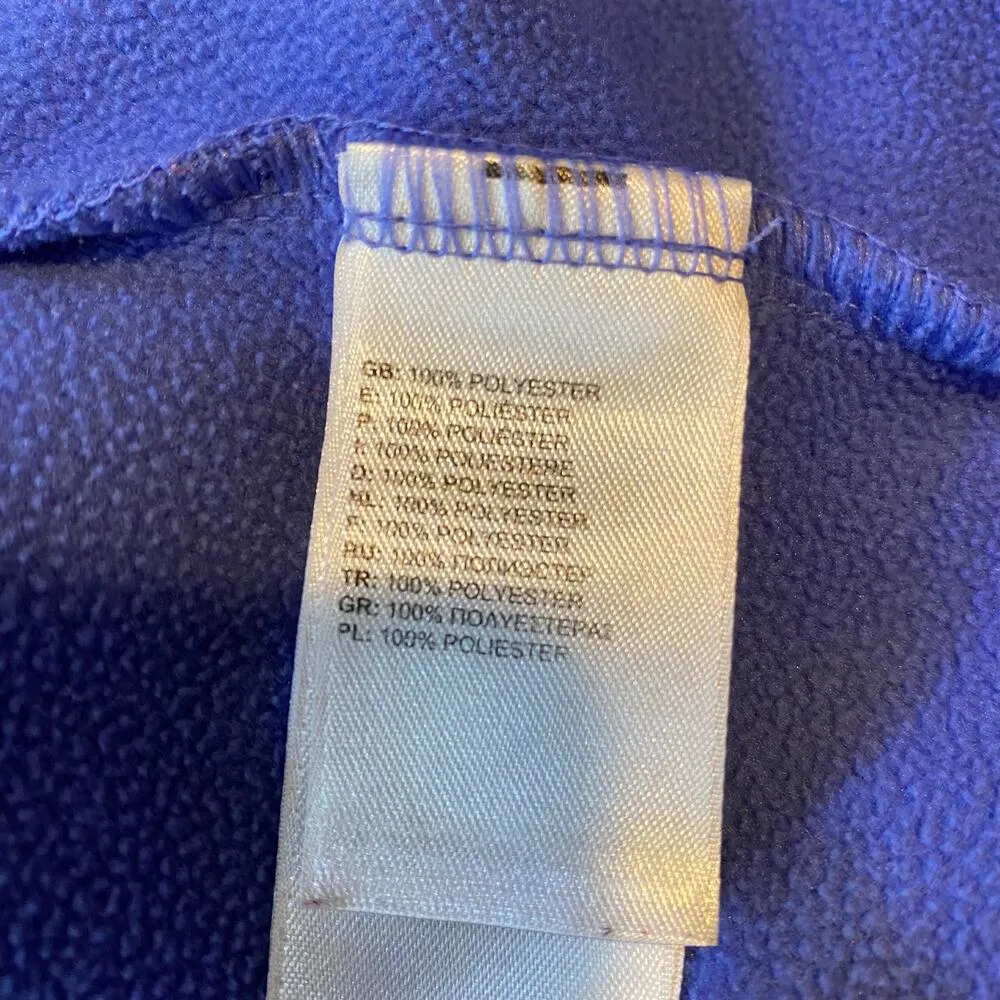 GB: 100% POLYESTER
E: 100% POLIÉSTER
P: 100% POLIÉSTER
I: 100% POLIESTERE
D: 100% POLYESTER
NL: 100% POLYESTER
F: 100% POLYESTER
RU: 100% ПОЛИЭСТЕР
TR: 100% POLYESTER
GR: 100% ΠΟΛΥΕΣΤΕΡΑΣ
PL: 100% POLIESTER